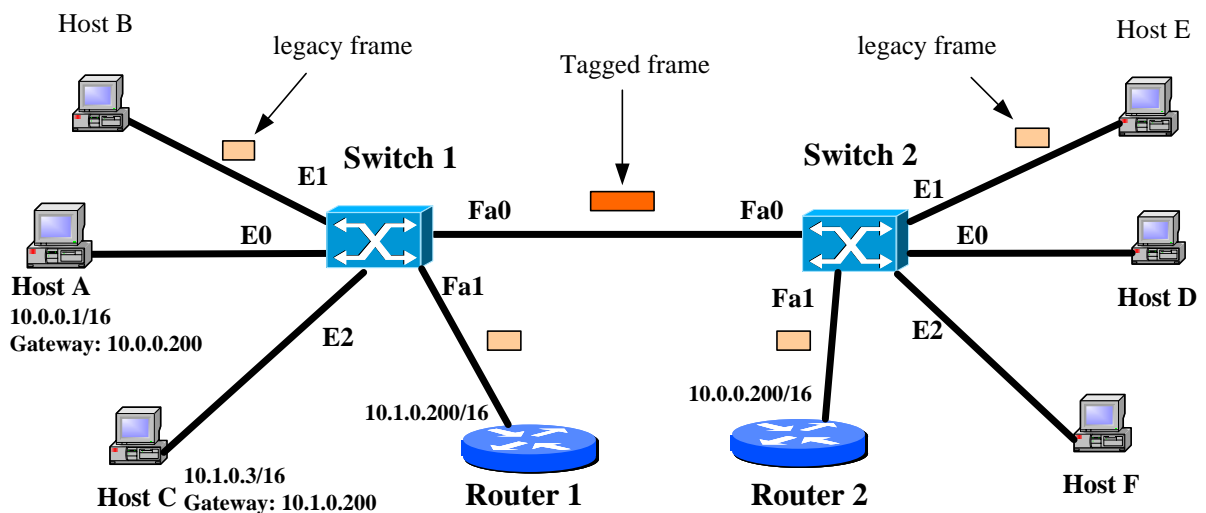 Host B
legacy frame
Tagged frame
legacy frame
Host E
Switch 1
Switch 2
E1
E1
Fa0
Fa0
E0
E0
Host A
10.0.0.1/16
Gateway: 10.0.0.200
Fa1
Fa1
Host D
E2
E2
10.1.0.200/16
10.0.0.200/16
Host C
10.1.0.3/16
Gateway: 10.1.0.200
Router 1
Router 2
Host F